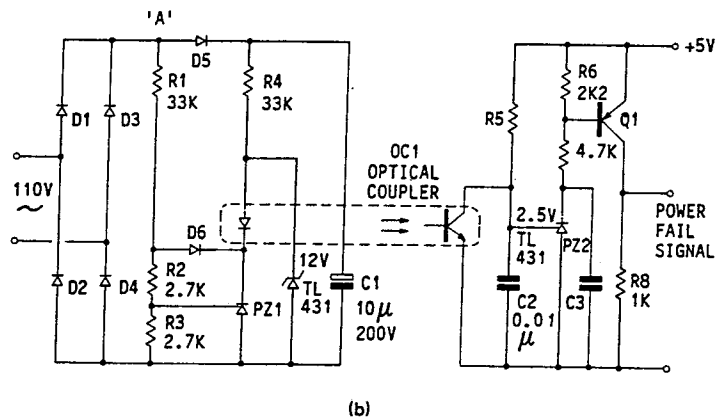 'A'
+5V
D5
R1
33K
R4
33K
R6
2K2
D1
D3
R5
Q1
OC1
OPTICAL
COUPLER
4.7K
110V
~
POWER
FAIL
SIGNAL
2.5V
TL
431
PZ2
D6
12V
R2
2.7K
TL
431
D2
D4
PZ1
C1
10μ
200V
R3
2.7K
C2
0.01
μ
C3
R8
1K
(b)